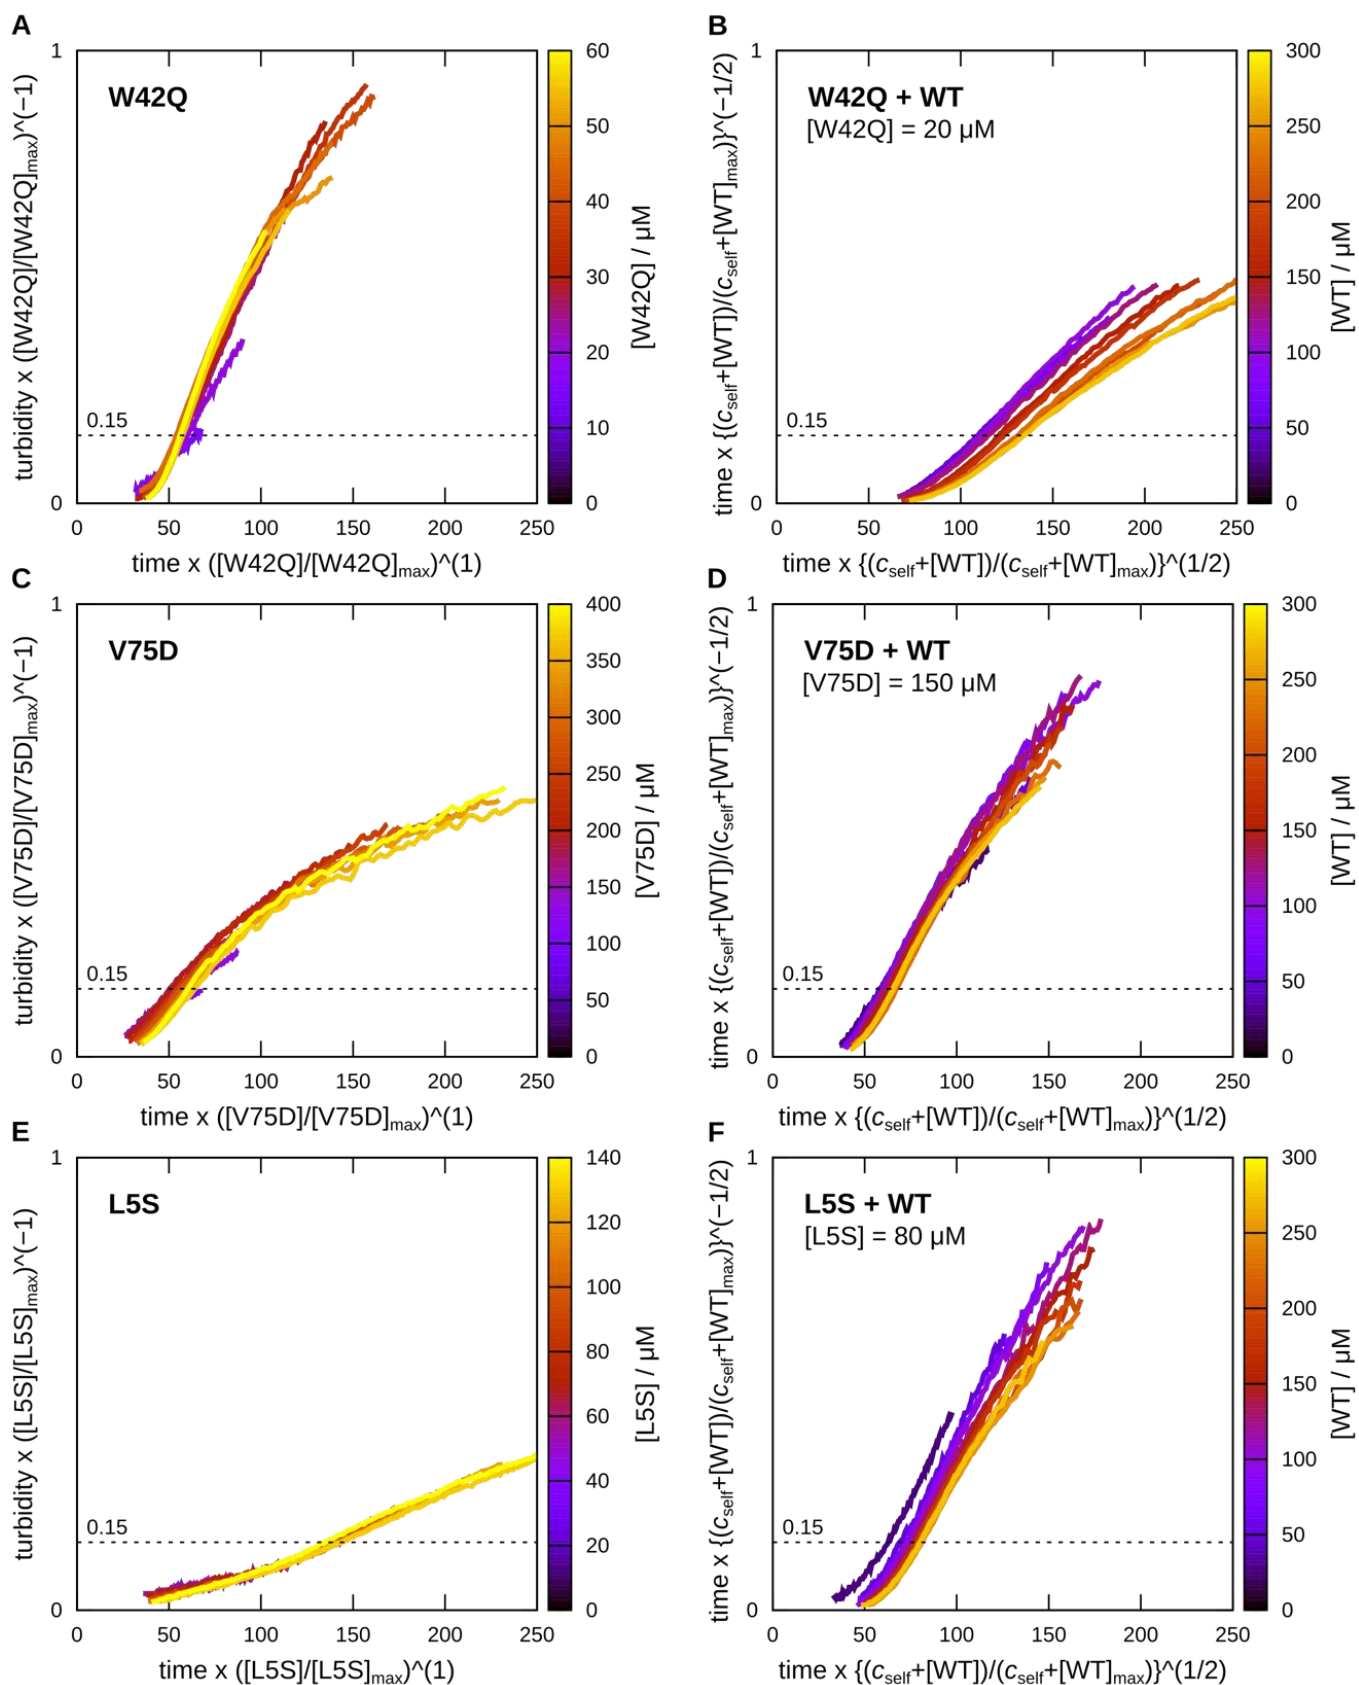 A
turbidity x ([W42Q]/[W42Q]max)^(−1)
1
0
W42Q
0.15
0 50 100 150 200 250
time x ([W42Q]/[W42Q]max)^(1)
60
50
40
30
20
10
0
[W42Q] / µM
B
time x {(cself+[WT])/(cself+[WT]max)}^(−1/2)
1
0
W42Q + WT
[W42Q] = 20 µM
0.15
0 50 100 150 200 250
time x {(cself+[WT])/(cself+[WT]max)}^(1/2)
300
250
200
150
100
50
0
[WT] / µM
C
turbidity x ([V75D]/[V75D]max)^(−1)
1
0
V75D
0.15
0 50 100 150 200 250
time x ([V75D]/[V75D]max)^(1)
400
350
300
250
200
150
100
50
0
[V75D] / µM
D
time x {(cself+[WT])/(cself+[WT]max)}^(−1/2)
1
0
V75D + WT
[V75D] = 150 µM
0.15
0 50 100 150 200 250
time x {(cself+[WT])/(cself+[WT]max)}^(1/2)
300
250
200
150
100
50
0
[WT] / µM
E
turbidity x ([L5S]/[L5S]max)^(−1)
1
0
L5S
0.15
0 50 100 150 200 250
time x ([L5S]/[L5S]max)^(1)
140
120
100
80
60
40
20
0
[L5S] / µM
F
time x {(cself+[WT])/(cself+[WT]max)}^(−1/2)
1
0
L5S + WT
[L5S] = 80 µM
0.15
0 50 100 150 200 250
time x {(cself+[WT])/(cself+[WT]max)}^(1/2)
300
250
200
150
100
50
0
[WT] / µM